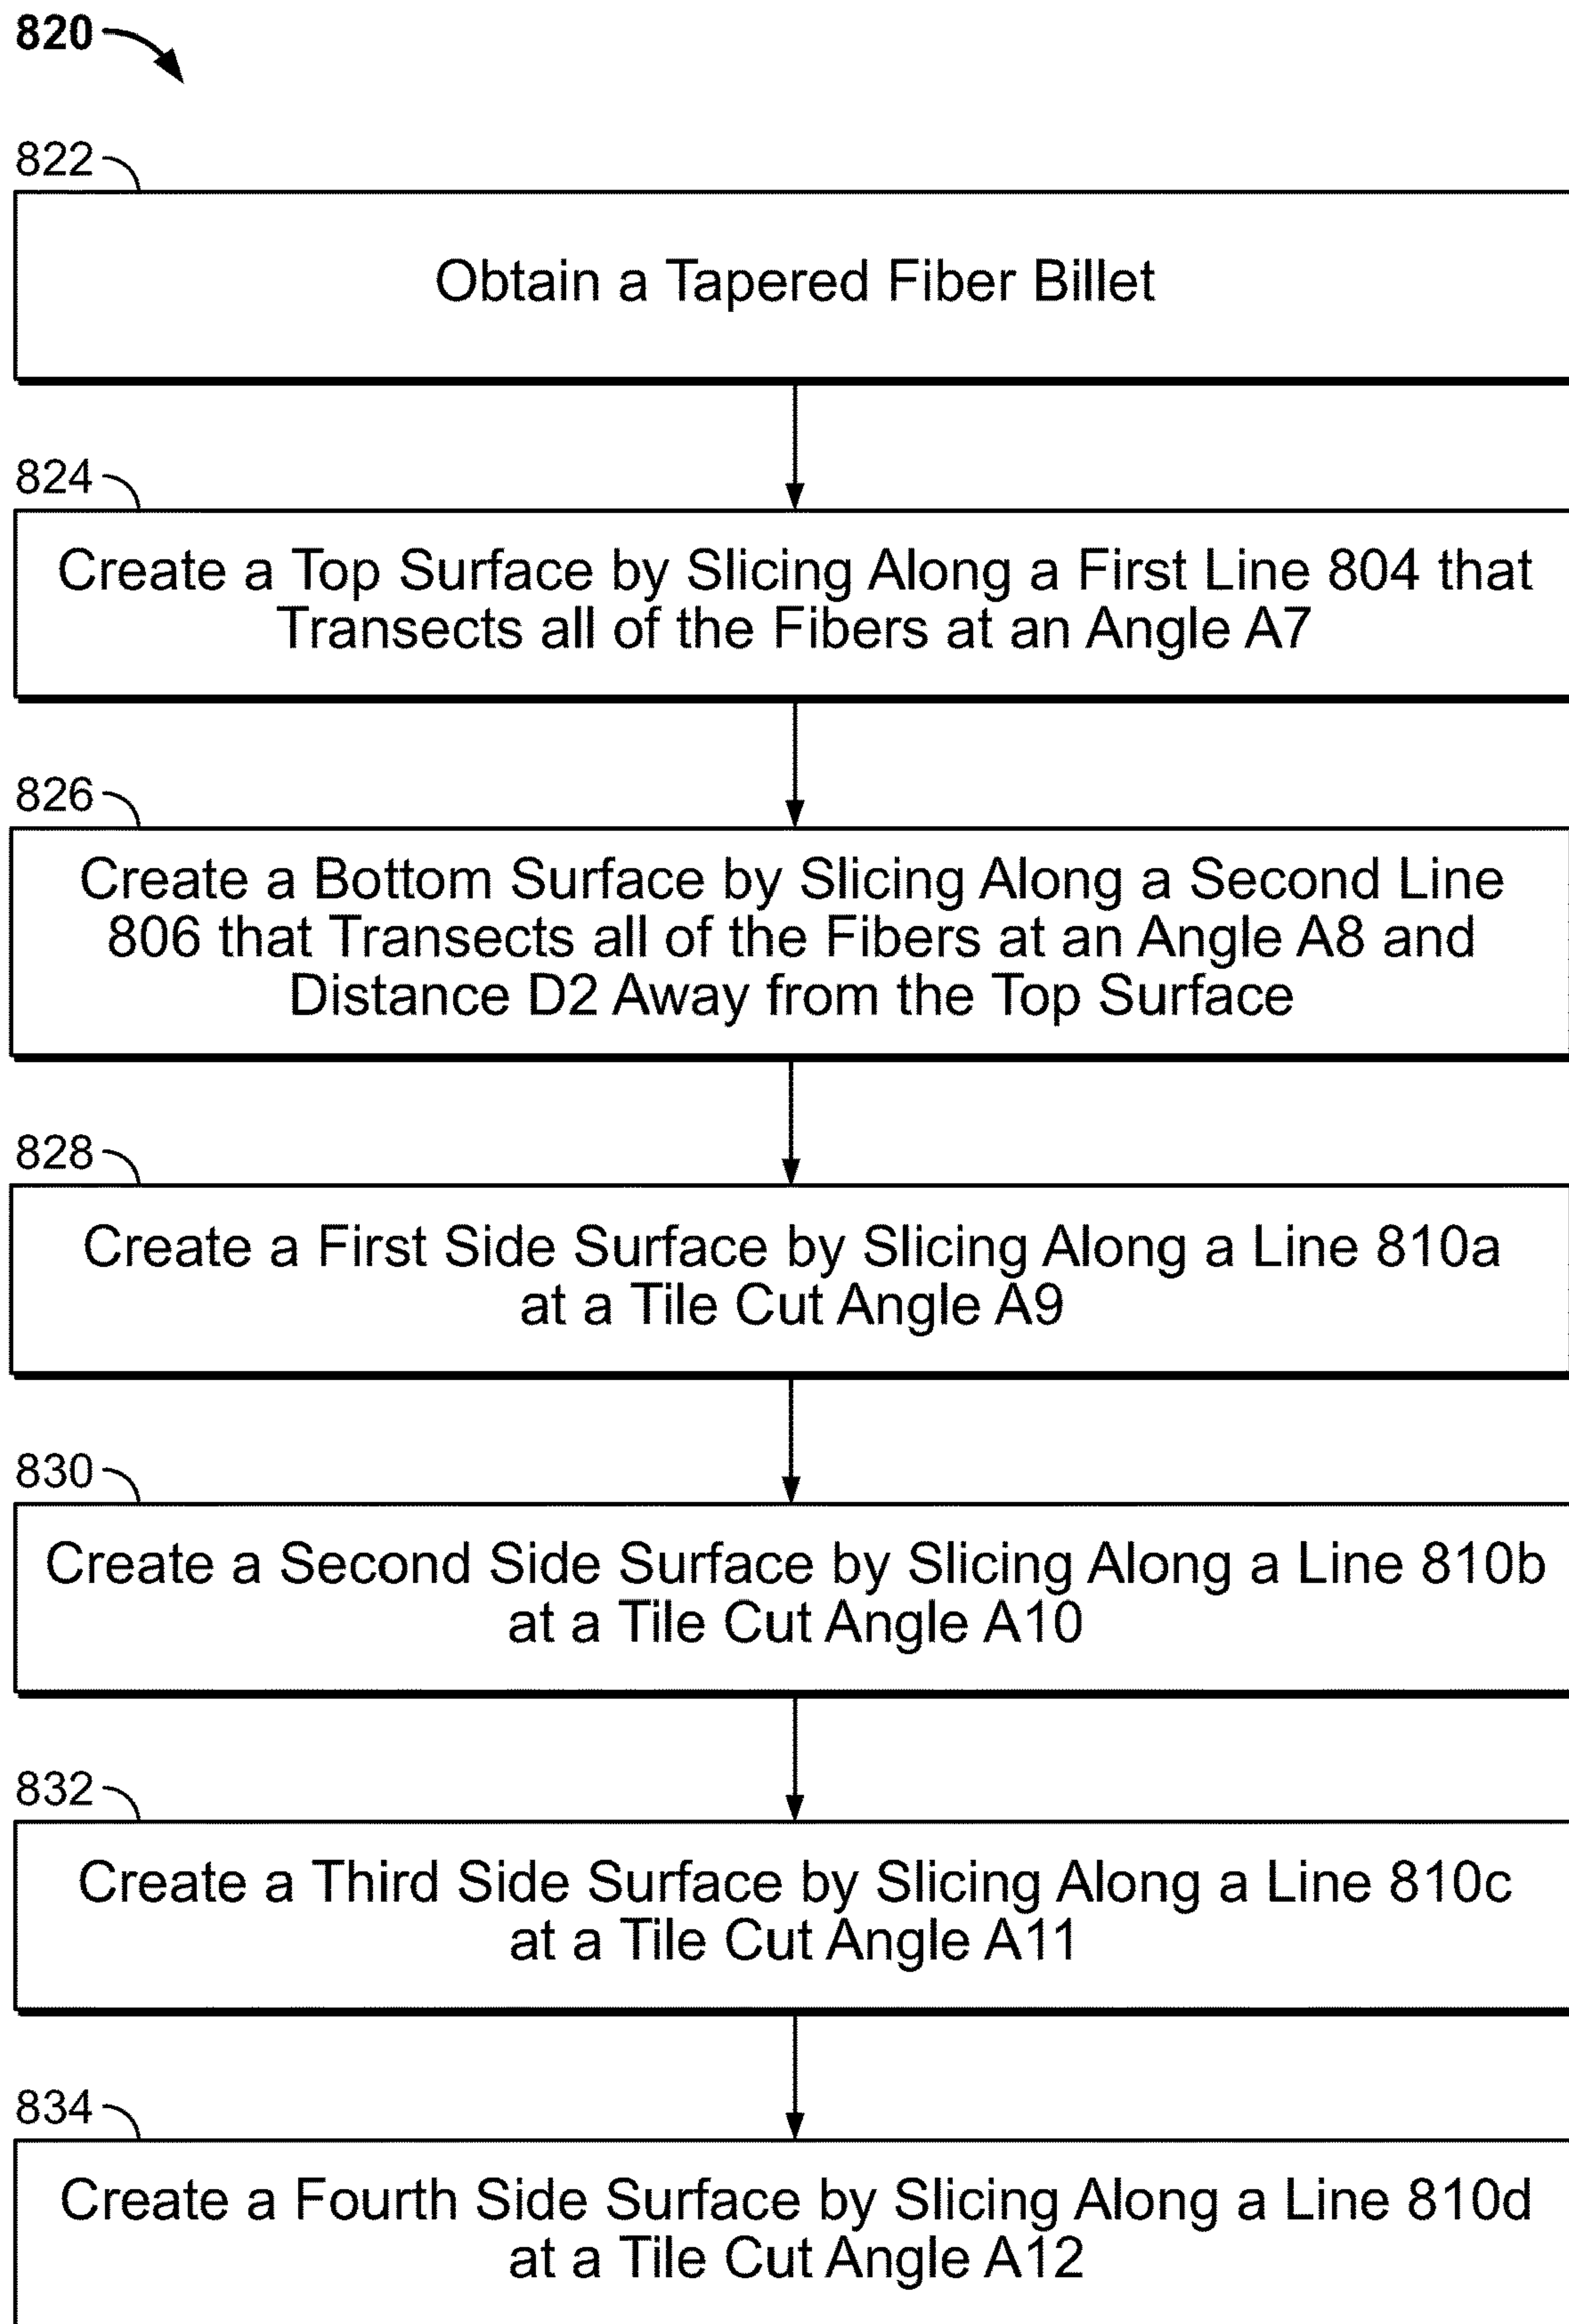 820
822
Obtain a Tapered Fiber Billet
824
Create a Top Surface by Slicing Along a First Line 804 that
Transects all of the Fibers at an Angle A7
826
Create a Bottom Surface by Slicing Along a Second Line
806 that Transects all of the Fibers at an Angle A8 and
Distance D2 Away from the Top Surface
828
Create a First Side Surface by Slicing Along a Line 810a
at a Tile Cut Angle A9
830
Create a Second Side Surface by Slicing Along a Line 810b
at a Tile Cut Angle A10
832
Create a Third Side Surface by Slicing Along a Line 810c
at a Tile Cut Angle A11
834
Create a Fourth Side Surface by Slicing Along a Line 810d
at a Tile Cut Angle A12